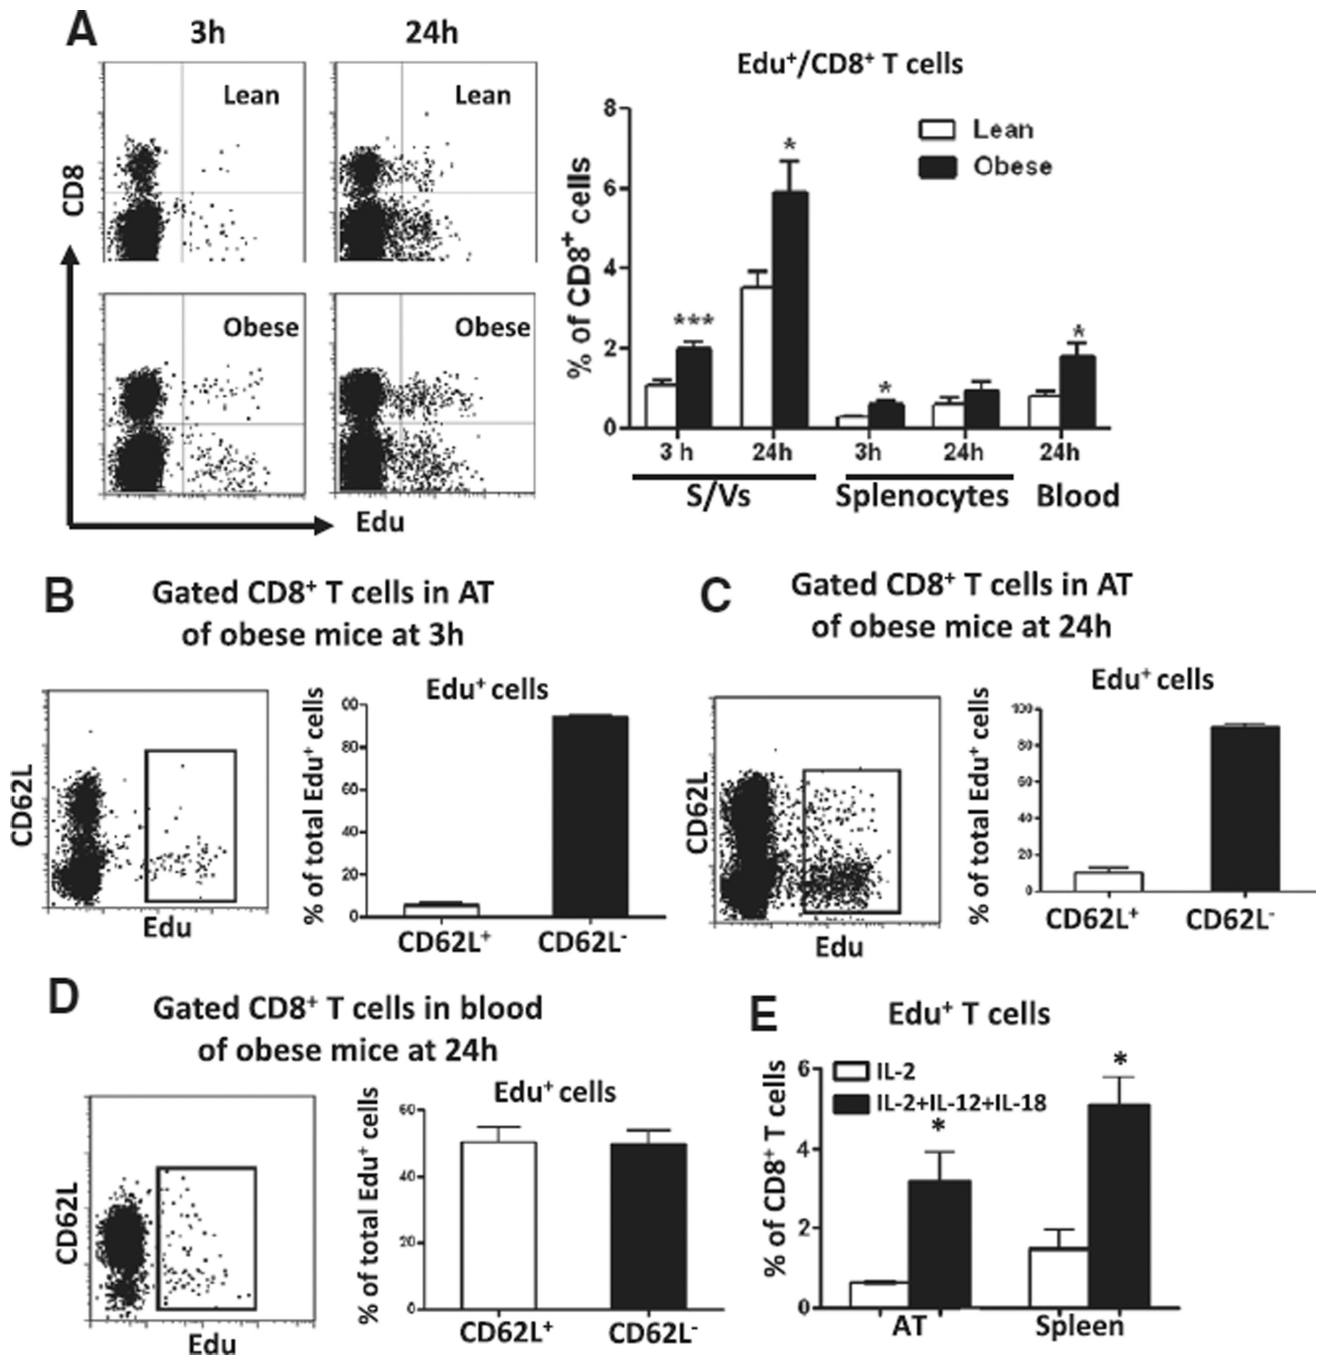 A
3h
24h
Lean
Lean
CD8
Obese
Obese
Edu
Edu⁺/CD8⁺ T cells
Lean
Obese
% of CD8⁺ cells
8
6
4
2
0
*
***
*
*
3 h
24h
3h
24h
24h
S/Vs
Splenocytes
Blood
B
Gated CD8⁺ T cells in AT
of obese mice at 3h
CD62L
Edu
Edu⁺ cells
% of total Edu⁺ cells
00
80
60
40
20
0
CD62L⁺
CD62L⁻
C
Gated CD8⁺ T cells in AT
of obese mice at 24h
CD62L
Edu
Edu⁺ cells
% of total Edu⁺ cells
100
80
60
40
20
0
CD62L⁺
CD62L⁻
D
Gated CD8⁺ T cells in blood
of obese mice at 24h
CD62L
Edu
Edu⁺ cells
% of total Edu⁺ cells
60
40
20
0
CD62L⁺
CD62L⁻
E
Edu⁺ T cells
% of CD8⁺ T cells
6
4
2
0
IL-2
IL-2+IL-12+IL-18
*
*
AT
Spleen